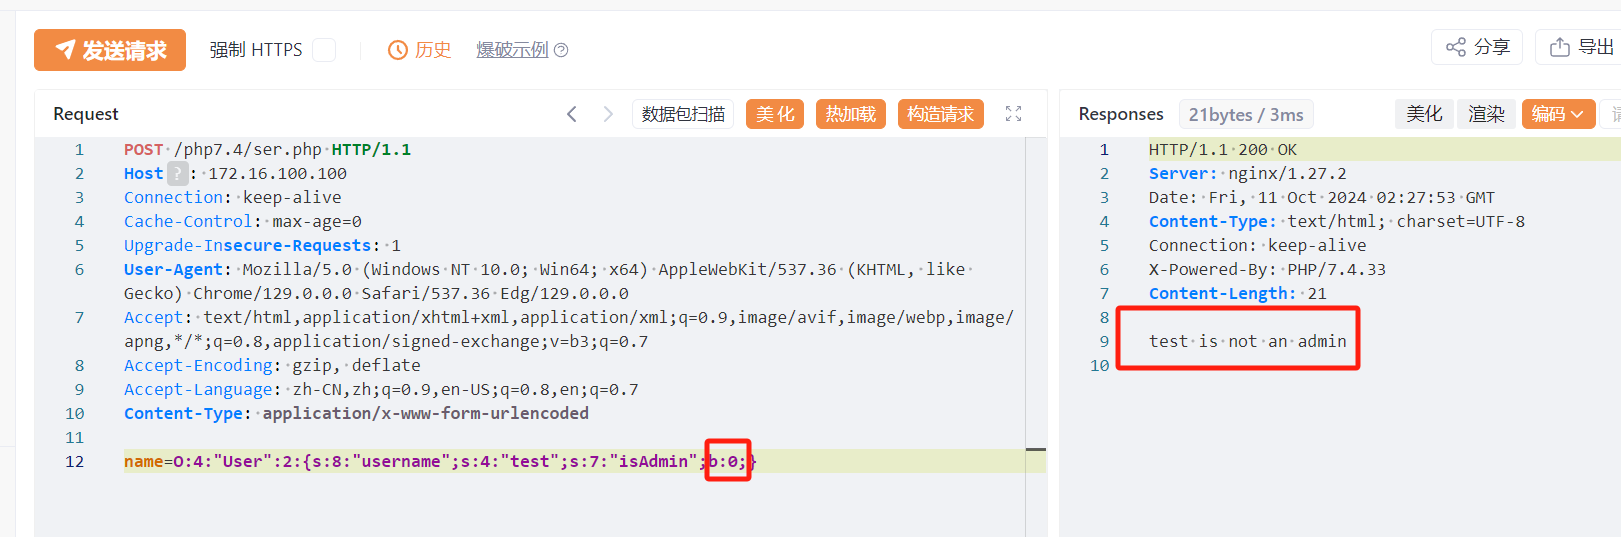 发送请求 强制 HTTPS 历史 爆破示例 ? 分享 导出
Request 数据包扫描 美化 热加载 构造请求
1 POST /php7.4/ser.php HTTP/1.1
2 Host ? : 172.16.100.100
3 Connection: keep-alive
4 Cache-Control: max-age=0
5 Upgrade-Insecure-Requests: 1
6 User-Agent: Mozilla/5.0 (Windows NT 10.0; Win64; x64) AppleWebKit/537.36 (KHTML, like
Gecko) Chrome/129.0.0.0 Safari/537.36 Edg/129.0.0.0
7 Accept: text/html,application/xhtml+xml,application/xml;q=0.9,image/avif,image/webp,image/
apng,*/*;q=0.8,application/signed-exchange;v=b3;q=0.7
8 Accept-Encoding: gzip, deflate
9 Accept-Language: zh-CN,zh;q=0.9,en-US;q=0.8,en;q=0.7
10 Content-Type: application/x-www-form-urlencoded
11
12 name=O:4:"User":2:{s:8:"username";s:4:"test";s:7:"isAdmin";b:0;}
Responses 21bytes / 3ms 美化 渲染 编码
1 HTTP/1.1 200 OK
2 Server: nginx/1.27.2
3 Date: Fri, 11 Oct 2024 02:27:53 GMT
4 Content-Type: text/html; charset=UTF-8
5 Connection: keep-alive
6 X-Powered-By: PHP/7.4.33
7 Content-Length: 21
8
9 test is not an admin
10